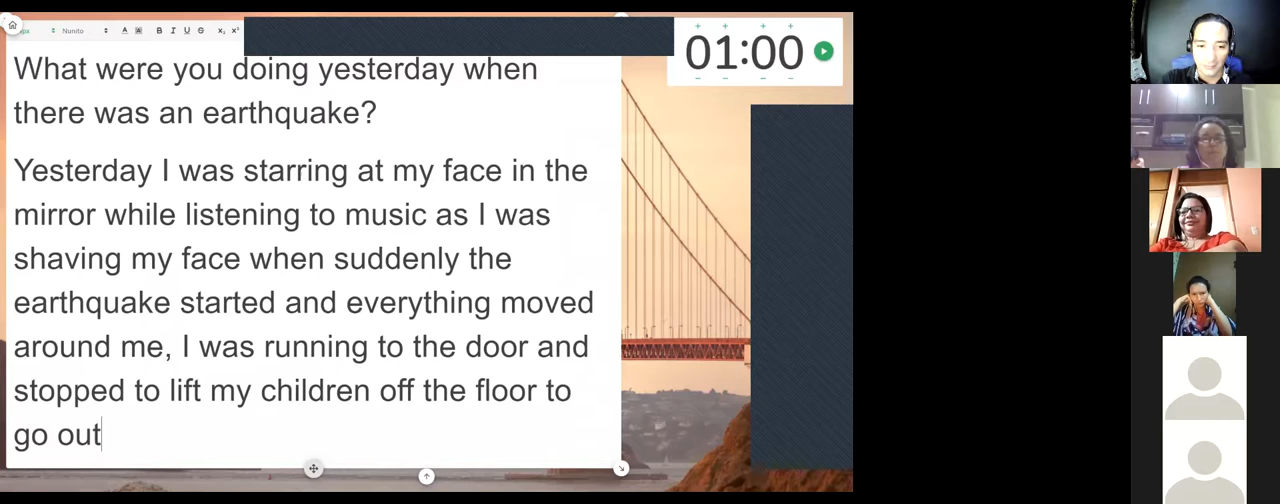 Nunito
B I U S X₂ X²
01:00
What were you doing yesterday when
there was an earthquake?
Yesterday I was starring at my face in the
mirror while listening to music as I was
shaving my face when suddenly the
earthquake started and everything moved
around me, I was running to the door and
stopped to lift my children off the floor to
go out